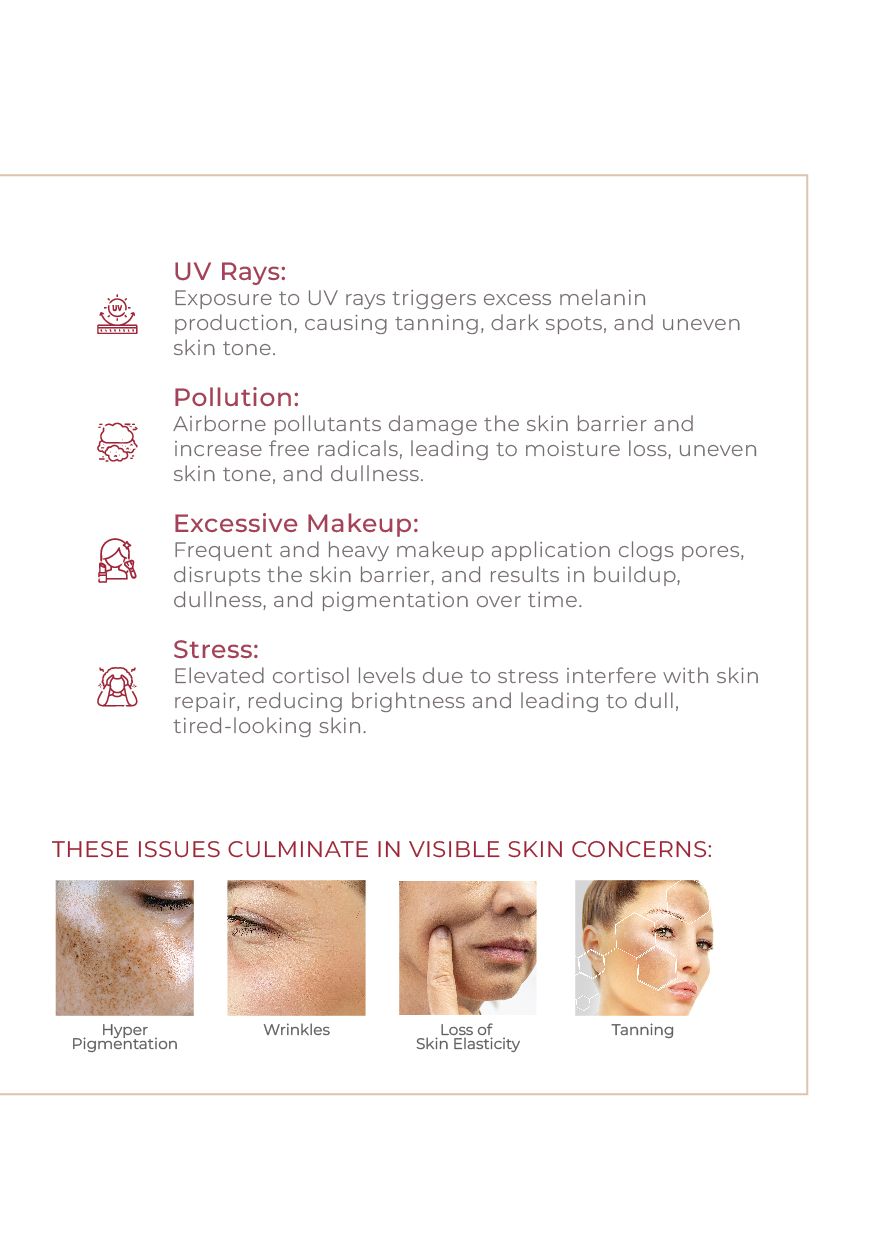 UV Rays:
Exposure to UV rays triggers excess melanin
production, causing tanning, dark spots, and uneven
skin tone.
UV
Pollution:
Airborne pollutants damage the skin barrier and
increase free radicals, leading to moisture loss, uneven
skin tone, and dullness.
Excessive Makeup:
Frequent and heavy makeup application clogs pores,
disrupts the skin barrier, and results in buildup,
dullness, and pigmentation over time.
Stress:
Elevated cortisol levels due to stress interfere with skin
repair, reducing brightness and leading to dull,
tired-looking skin.
THESE ISSUES CULMINATE IN VISIBLE SKIN CONCERNS:
Hyper
Pigmentation
Wrinkles
Loss of
Skin Elasticity
Tanning